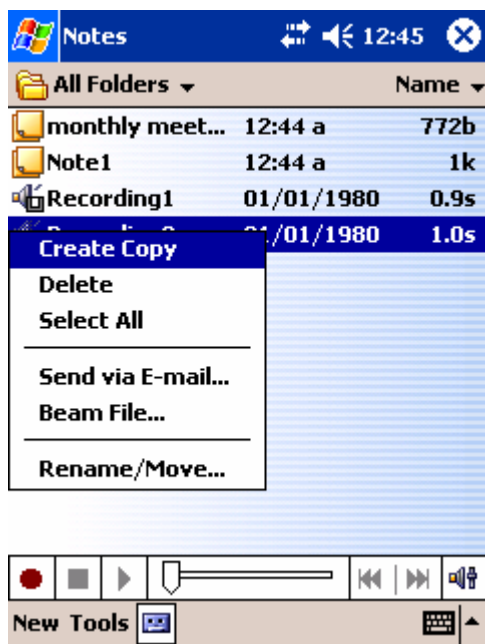 Notes 12:45
All Folders Name
monthly meet... 12:44 a 772b
Note1 12:44 a 1k
Recording1 01/01/1980 0.9s
/01/1980 1.0s
Create Copy
Delete
Select All
Send via E-mail...
Beam File...
Rename/Move...
New Tools